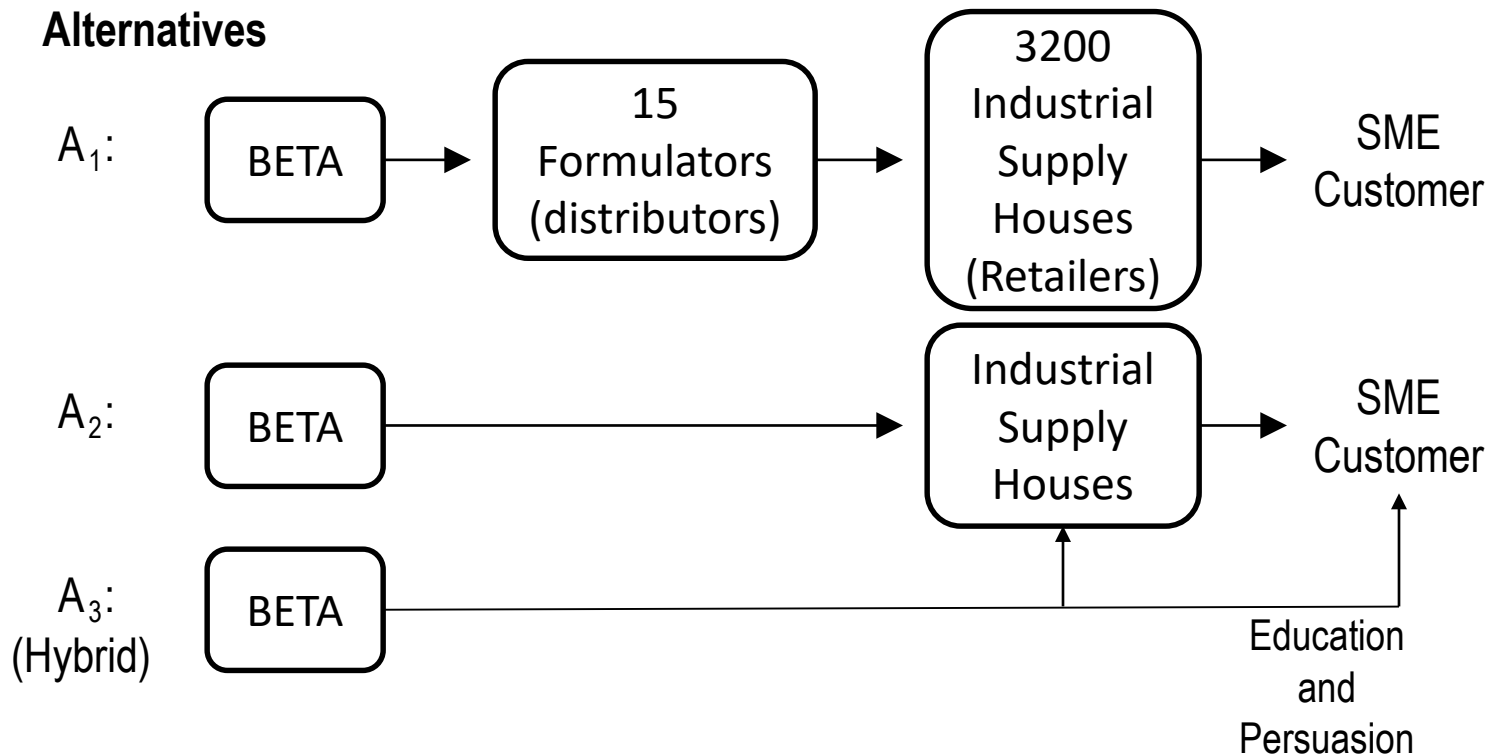 Alternatives
A1:
BETA
15
Formulators
(distributors)
3200
Industrial
Supply
Houses
(Retailers)
SME
Customer
A2:
BETA
Industrial
Supply
Houses
SME
Customer
A3:
(Hybrid)
BETA
Education
and
Persuasion